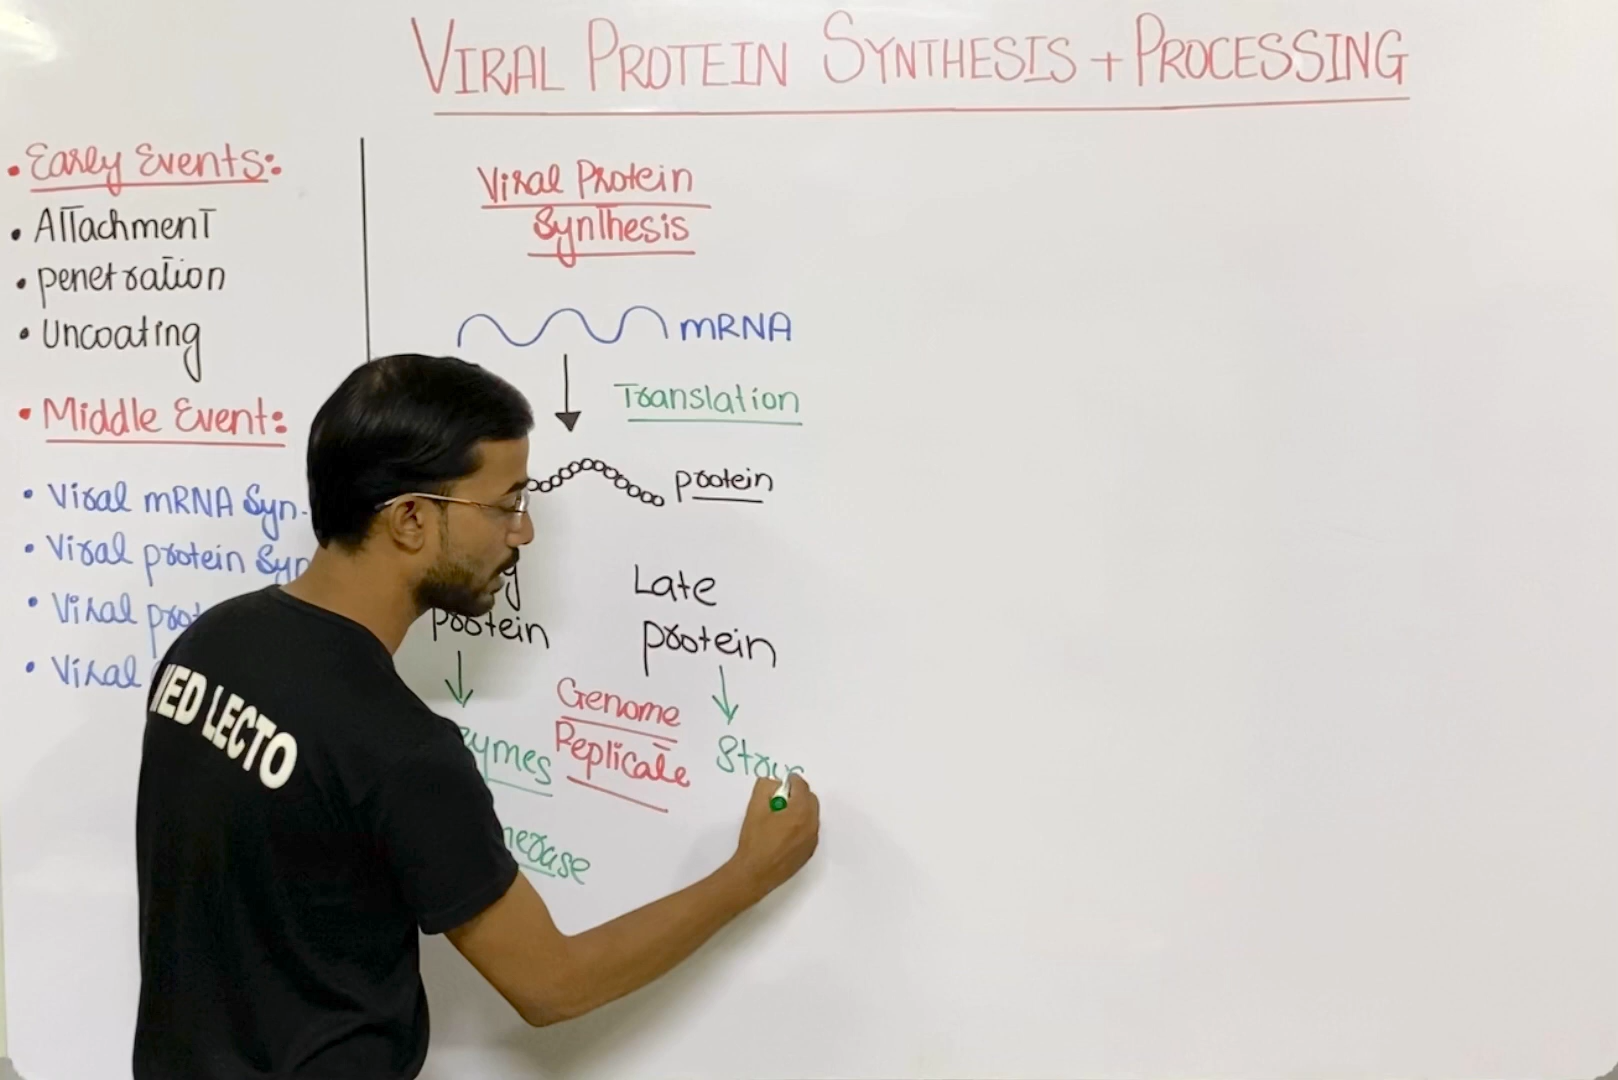 VIRAL PROTEIN SYNTHESIS + PROCESSING
• Early Events:
• Attachment
• penetration
• Uncoating
• Middle Event:
• Viral mRNA Syn.
• Viral protein Syn
• Viral
• Viral
Viral Protein
Synthesis
mRNA
Translation
protein
protein
Late
protein
Genome
Replicate
IED LECTO